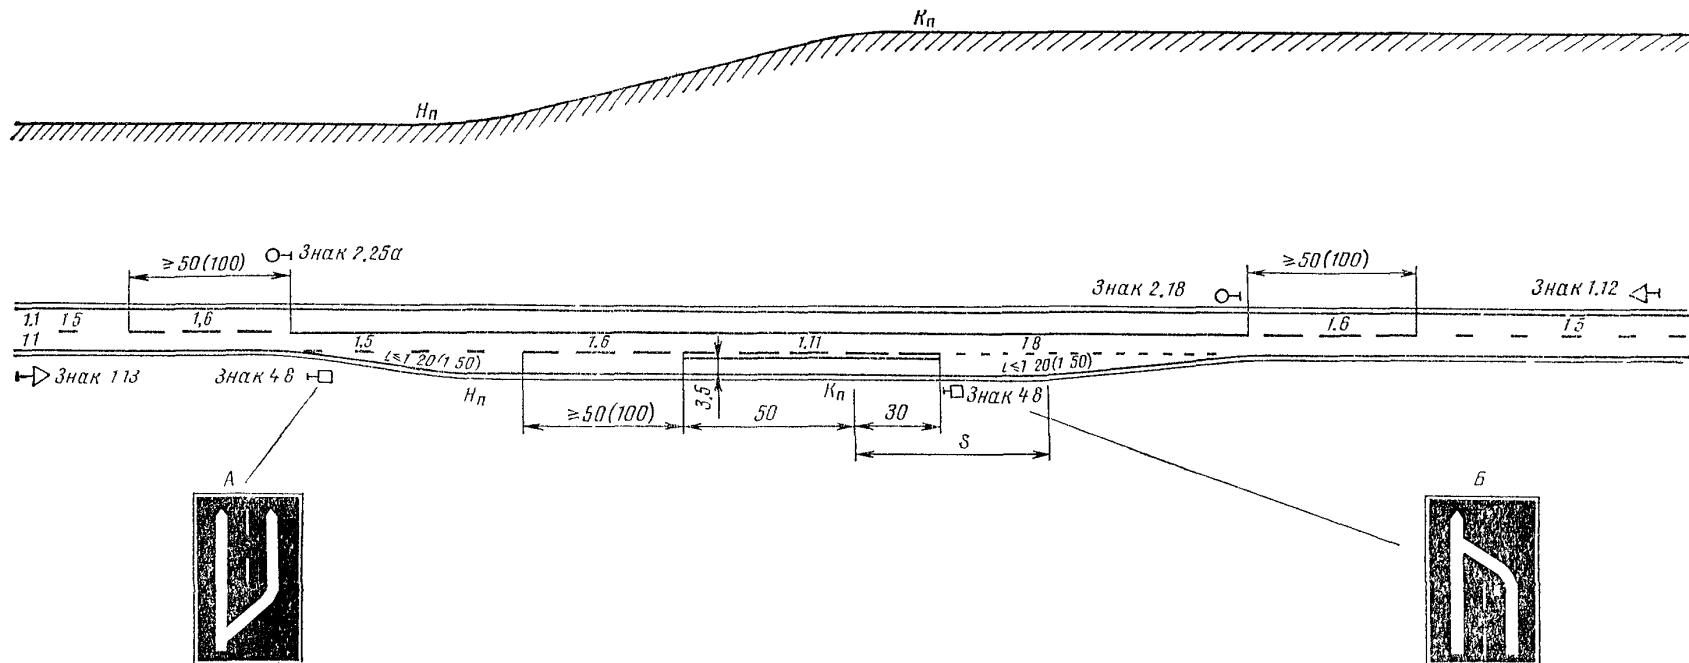 Кп
Нп
≥50(100)
Знак 2.25а
Знак 2.18
≥50(100)
Знак 1.12
1.1 1 5
1,6
1.5
1.6
1.11
1 8
1.6
1 5
1 1
i≤1 20(1 50)
i≤1 20(1 50)
Знак 1 13
Знак 4 8
Нп
3,5
Кп
Знак 4 8
≥50(100)
50
30
S
А
Б